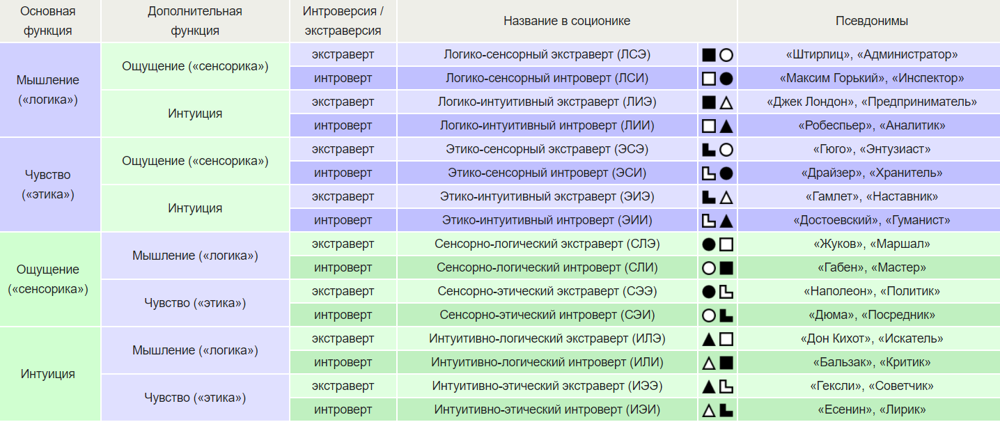 Основная
функция
Дополнительная
функция
Интроверсия /
экстраверсия
Название в соционике
Псевдонимы
Мышление
(«логика»)
Ощущение («сенсорика»)
экстраверт
Логико-сенсорный экстраверт (ЛСЭ)
«Штирлиц», «Администратор»
интроверт
Логико-сенсорный интроверт (ЛСИ)
«Максим Горький», «Инспектор»
Интуиция
экстраверт
Логико-интуитивный экстраверт (ЛИЭ)
«Джек Лондон», «Предприниматель»
интроверт
Логико-интуитивный интроверт (ЛИИ)
«Робеспьер», «Аналитик»
Чувство
(«этика»)
Ощущение («сенсорика»)
экстраверт
Этико-сенсорный экстраверт (ЭСЭ)
«Гюго», «Энтузиаст»
интроверт
Этико-сенсорный интроверт (ЭСИ)
«Драйзер», «Хранитель»
Интуиция
экстраверт
Этико-интуитивный экстраверт (ЭИЭ)
«Гамлет», «Наставник»
интроверт
Этико-интуитивный интроверт (ЭИИ)
«Достоевский», «Гуманист»
Ощущение
(«сенсорика»)
Мышление («логика»)
экстраверт
Сенсорно-логический экстраверт (СЛЭ)
«Жуков», «Маршал»
интроверт
Сенсорно-логический интроверт (СЛИ)
«Габен», «Мастер»
Чувство («этика»)
экстраверт
Сенсорно-этический экстраверт (СЭЭ)
«Наполеон», «Политик»
интроверт
Сенсорно-этический интроверт (СЭИ)
«Дюма», «Посредник»
Интуиция
Мышление («логика»)
экстраверт
Интуитивно-логический экстраверт (ИЛЭ)
«Дон Кихот», «Искатель»
интроверт
Интуитивно-логический интроверт (ИЛИ)
«Бальзак», «Критик»
Чувство («этика»)
экстраверт
Интуитивно-этический экстраверт (ИЭЭ)
«Гексли», «Советчик»
интроверт
Интуитивно-этический интроверт (ИЭИ)
«Есенин», «Лирик»